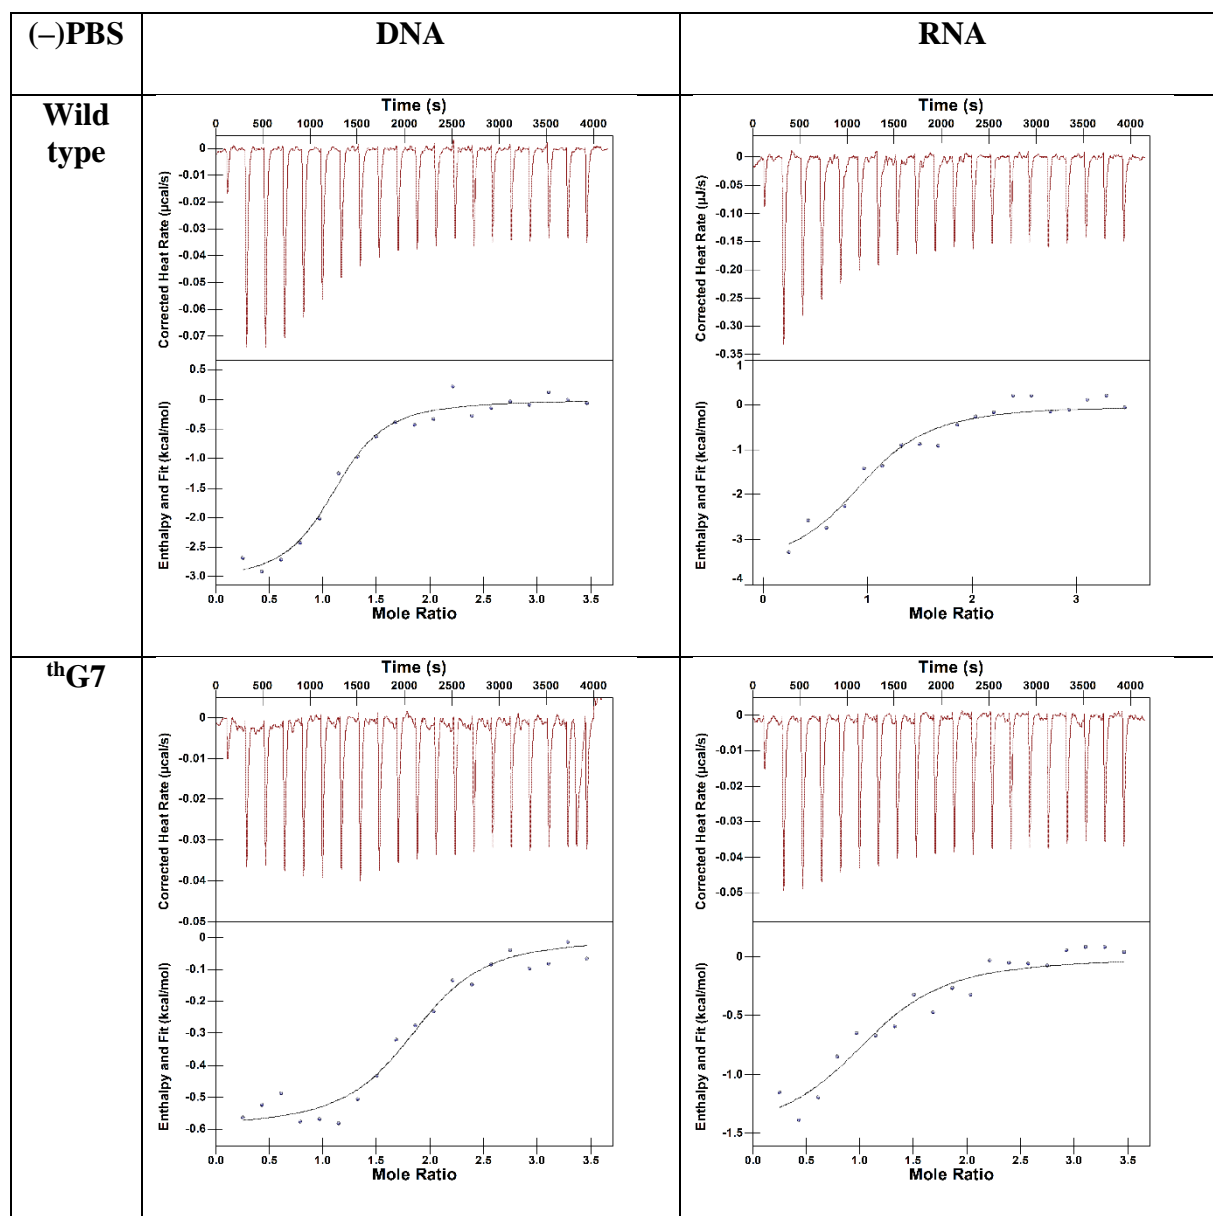 (–)PBS DNA RNA
Wild type
Time (s)
0 500 1000 1500 2000 2500 3000 3500 4000
Corrected Heat Rate (µcal/s)
0
-0.01
-0.02
-0.03
-0.04
-0.05
-0.06
-0.07
Enthalpy and Fit (kcal/mol)
0.5
0
-0.5
-1.0
-1.5
-2.0
-2.5
-3.0
0.0 0.5 1.0 1.5 2.0 2.5 3.0 3.5
Mole Ratio
Time (s)
0 500 1000 1500 2000 2500 3000 3500 4000
Corrected Heat Rate (µJ/s)
0
-0.05
-0.10
-0.15
-0.20
-0.25
-0.30
-0.35
Enthalpy and Fit (kcal/mol)
1
0
-1
-2
-3
-4
0 1 2 3
Mole Ratio
thG7
Time (s)
0 500 1000 1500 2000 2500 3000 3500 4000
Corrected Heat Rate (µcal/s)
0
-0.01
-0.02
-0.03
-0.04
-0.05
Enthalpy and Fit (kcal/mol)
0
-0.1
-0.2
-0.3
-0.4
-0.5
-0.6
0.0 0.5 1.0 1.5 2.0 2.5 3.0 3.5
Mole Ratio
Time (s)
0 500 1000 1500 2000 2500 3000 3500 4000
Corrected Heat Rate (µcal/s)
0
-0.01
-0.02
-0.03
-0.04
-0.05
Enthalpy and Fit (kcal/mol)
0
-0.5
-1.0
-1.5
0.0 0.5 1.0 1.5 2.0 2.5 3.0 3.5
Mole Ratio